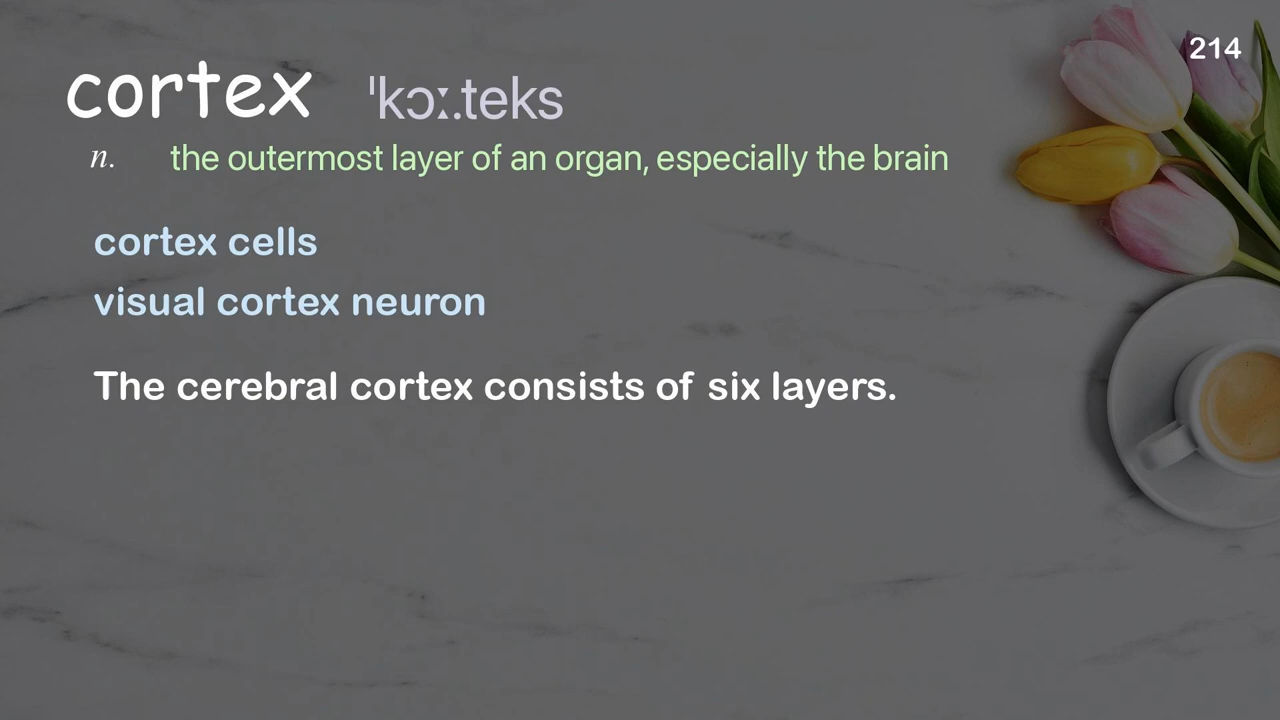 214
cortex ˈkɔː.teks
n. the outermost layer of an organ, especially the brain
cortex cells
visual cortex neuron
The cerebral cortex consists of six layers.